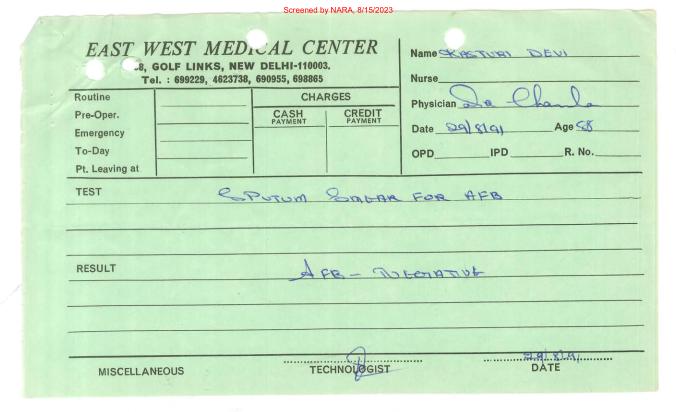 Screened by NARA, 8/15/2023
EAST WEST MEDICAL CENTER
8, GOLF LINKS, NEW DELHI-110003.
Tel. : 699229, 4623738, 690955, 698865
Name KASTURI DEVI
Nurse
Physician Dr Chawla
Date 29/8/91 Age 58
OPD IPD R. No.
Routine
Pre-Oper.
Emergency
To-Day
Pt. Leaving at
CHARGES
CASH PAYMENT
CREDIT PAYMENT
TEST SPUTUM SMEAR FOR AFB
RESULT AFB - NEGATIVE
MISCELLANEOUS
TECHNOLOGIST
29/8/91
DATE